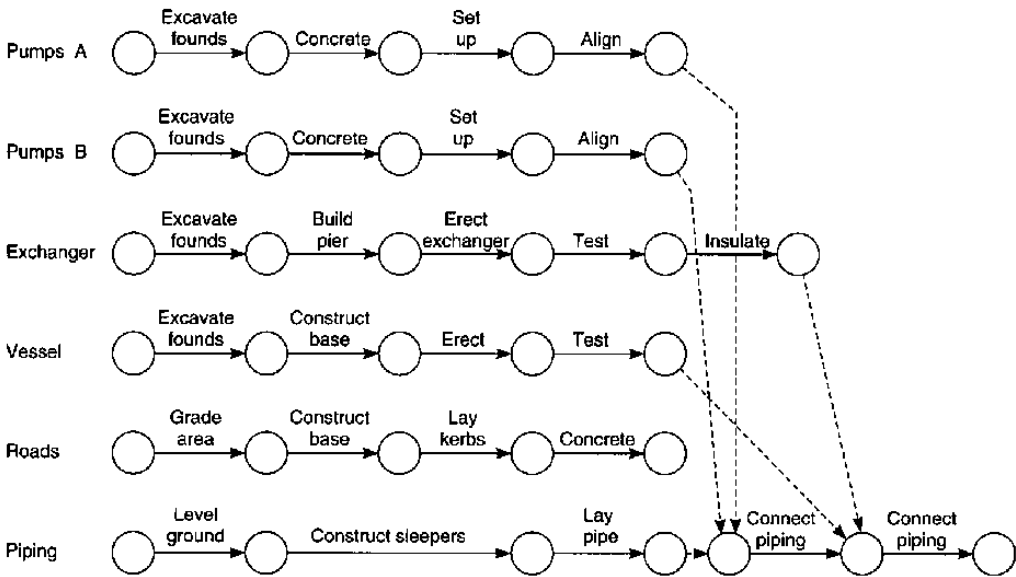 Pumps A
Excavate
founds
Concrete
Set
up
Align
Pumps B
Excavate
founds
Concrete
Set
up
Align
Exchanger
Excavate
founds
Build
pier
Erect
exchanger
Test
Insulate
Vessel
Excavate
founds
Construct
base
Erect
Test
Roads
Grade
area
Construct
base
Lay
kerbs
Concrete
Piping
Level
ground
Construct sleepers
Lay
pipe
Connect
piping
Connect
piping